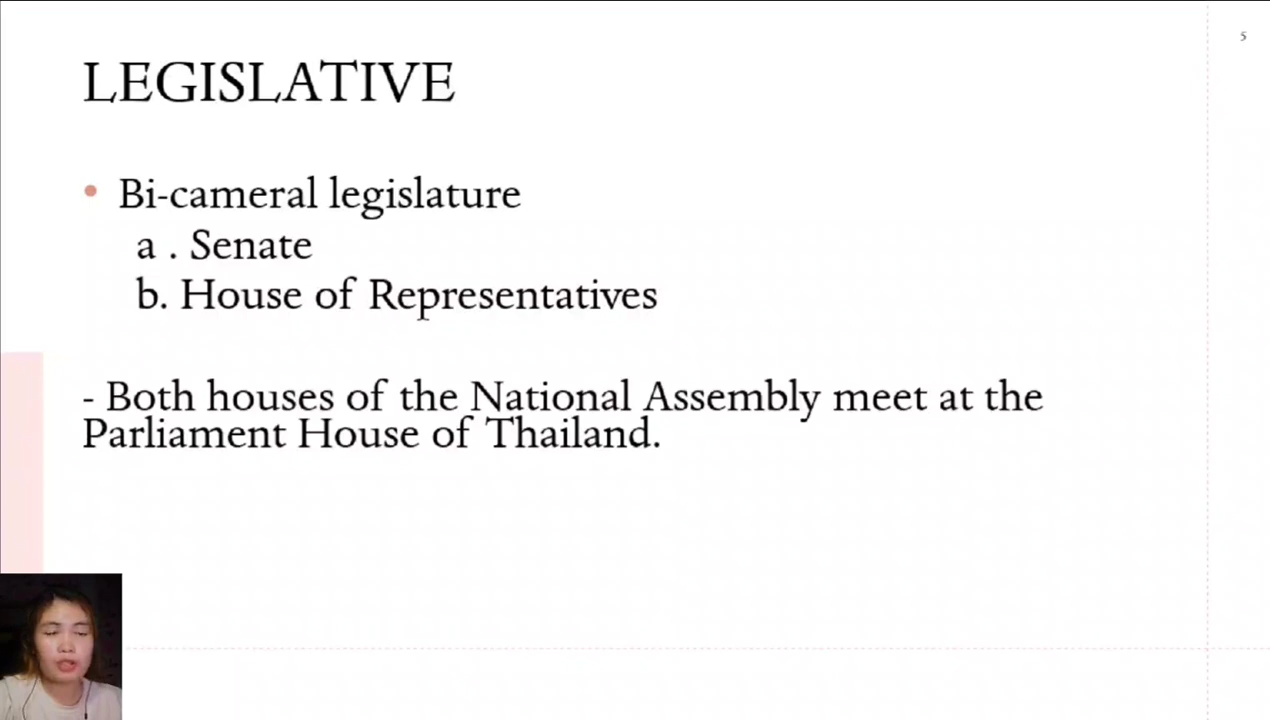 5
LEGISLATIVE
• Bi-cameral legislature
a . Senate
b. House of Representatives
- Both houses of the National Assembly meet at the
Parliament House of Thailand.